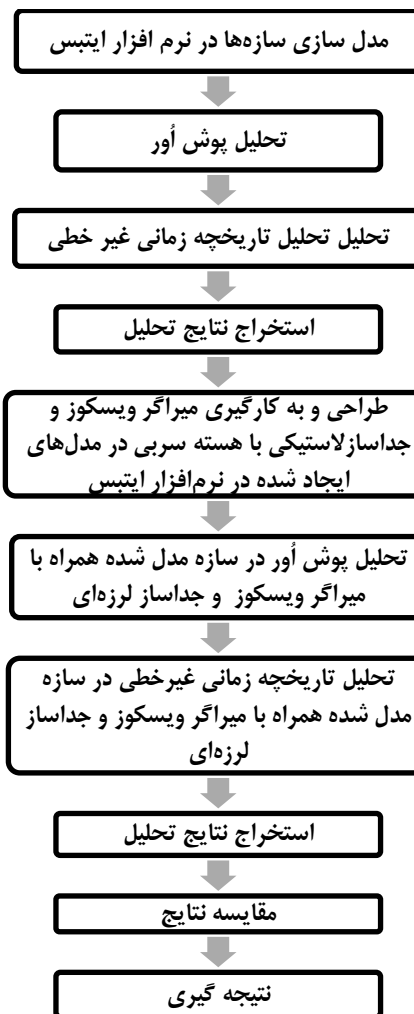 مدل سازی سازه‌ها در نرم افزار ایتبس
تحلیل پوش اُور
تحلیل تحلیل تاریخچه زمانی غیر خطی
استخراج نتایج تحلیل
طراحی و به کارگیری میراگر ویسکوز و
جداسازلاستیکی با هسته سربی در مدل‌های
ایجاد شده در نرم‌افزار ایتبس
تحلیل پوش اُور در سازه مدل شده همراه با
میراگر ویسکوز و جداساز لرزه‌ای
تحلیل تاریخچه زمانی غیرخطی در سازه
مدل شده همراه با میراگر ویسکوز و جداساز
لرزه‌ای
استخراج نتایج تحلیل
مقایسه نتایج
نتیجه گیری